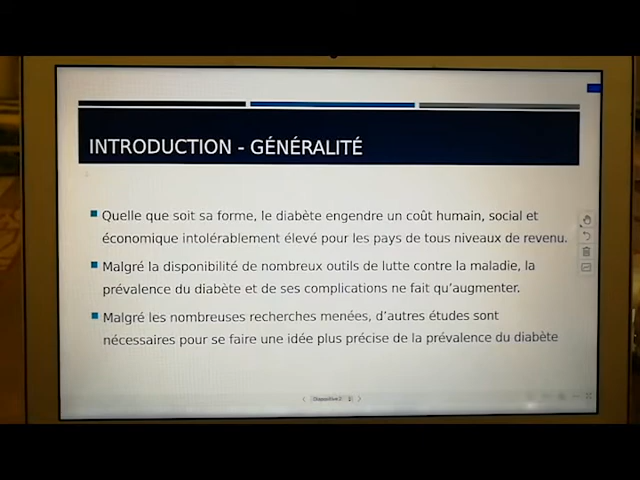 INTRODUCTION - GÉNÉRALITÉ
Quelle que soit sa forme, le diabète engendre un coût humain, social et
économique intolérablement élevé pour les pays de tous niveaux de revenu.
Malgré la disponibilité de nombreux outils de lutte contre la maladie, la
prévalence du diabète et de ses complications ne fait qu'augmenter.
Malgré les nombreuses recherches menées, d'autres études sont
nécessaires pour se faire une idée plus précise de la prévalence du diabète
Diapositive 2